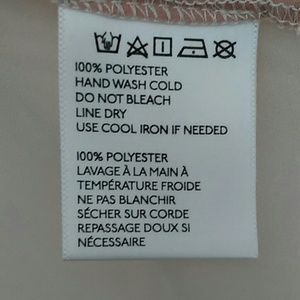 100% POLYESTER
HAND WASH COLD
DO NOT BLEACH
LINE DRY
USE COOL IRON IF NEEDED
100% POLYESTER
LAVAGE À LA MAIN À
TEMPÉRATURE FROIDE
NE PAS BLANCHIR
SÉCHER SUR CORDE
REPASSAGE DOUX SI
NÉCESSAIRE